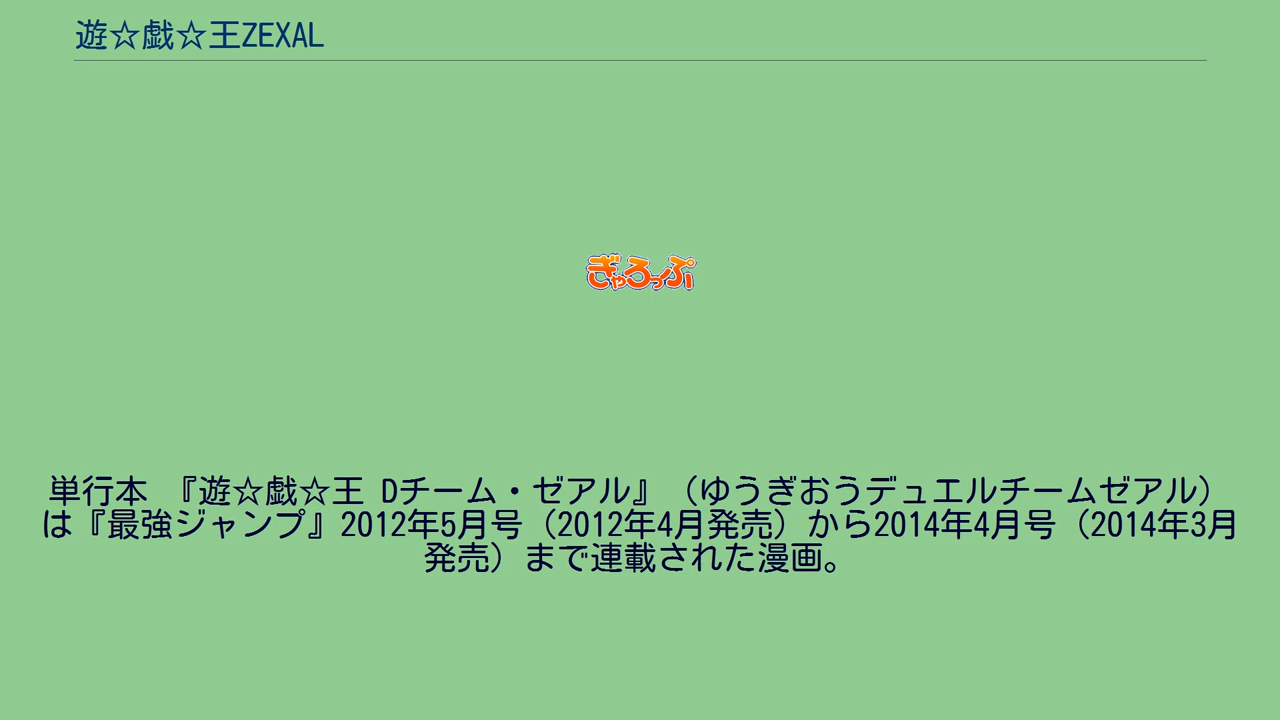 遊☆戯☆王ZEXAL
ぎゃろっぷ
単行本 『遊☆戯☆王 Dチーム・ゼアル』（ゆうぎおうデュエルチームゼアル）
は『最強ジャンプ』2012年5月号（2012年4月発売）から2014年4月号（2014年3月
発売）まで連載された漫画。